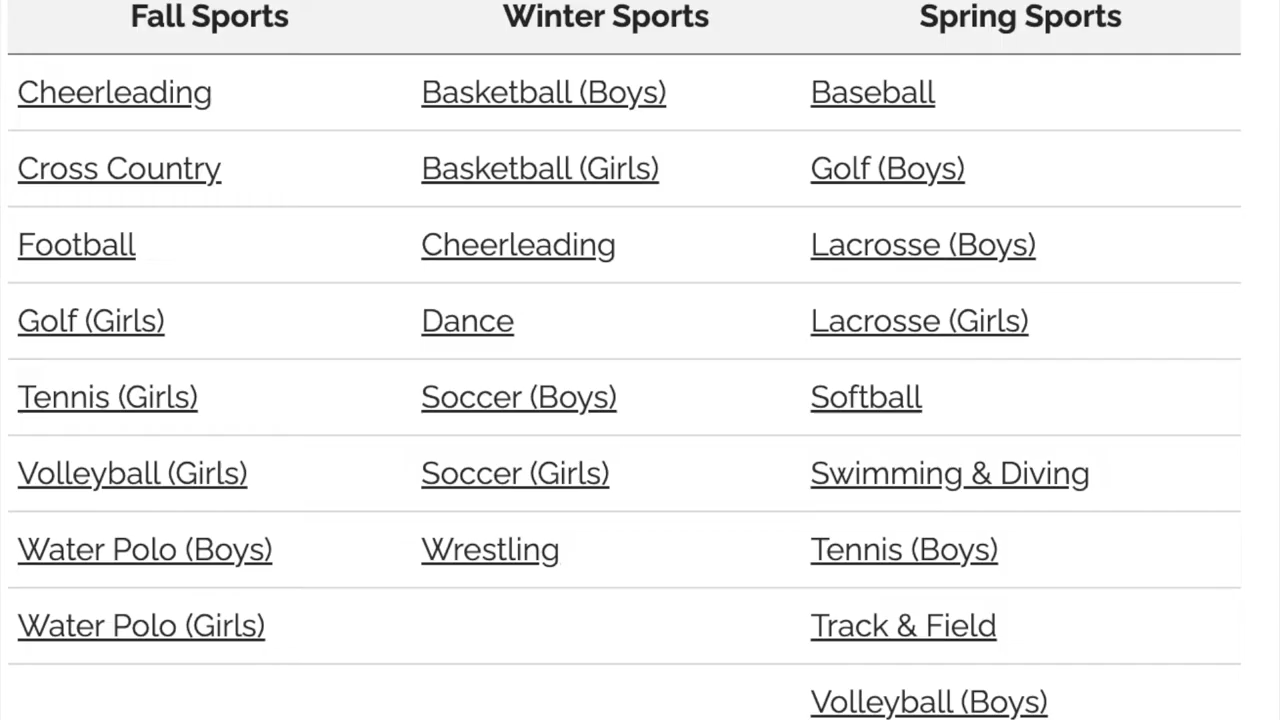 Fall Sports Winter Sports Spring Sports
Cheerleading Basketball (Boys) Baseball
Cross Country Basketball (Girls) Golf (Boys)
Football Cheerleading Lacrosse (Boys)
Golf (Girls) Dance Lacrosse (Girls)
Tennis (Girls) Soccer (Boys) Softball
Volleyball (Girls) Soccer (Girls) Swimming & Diving
Water Polo (Boys) Wrestling Tennis (Boys)
Water Polo (Girls) Track & Field
Volleyball (Boys)